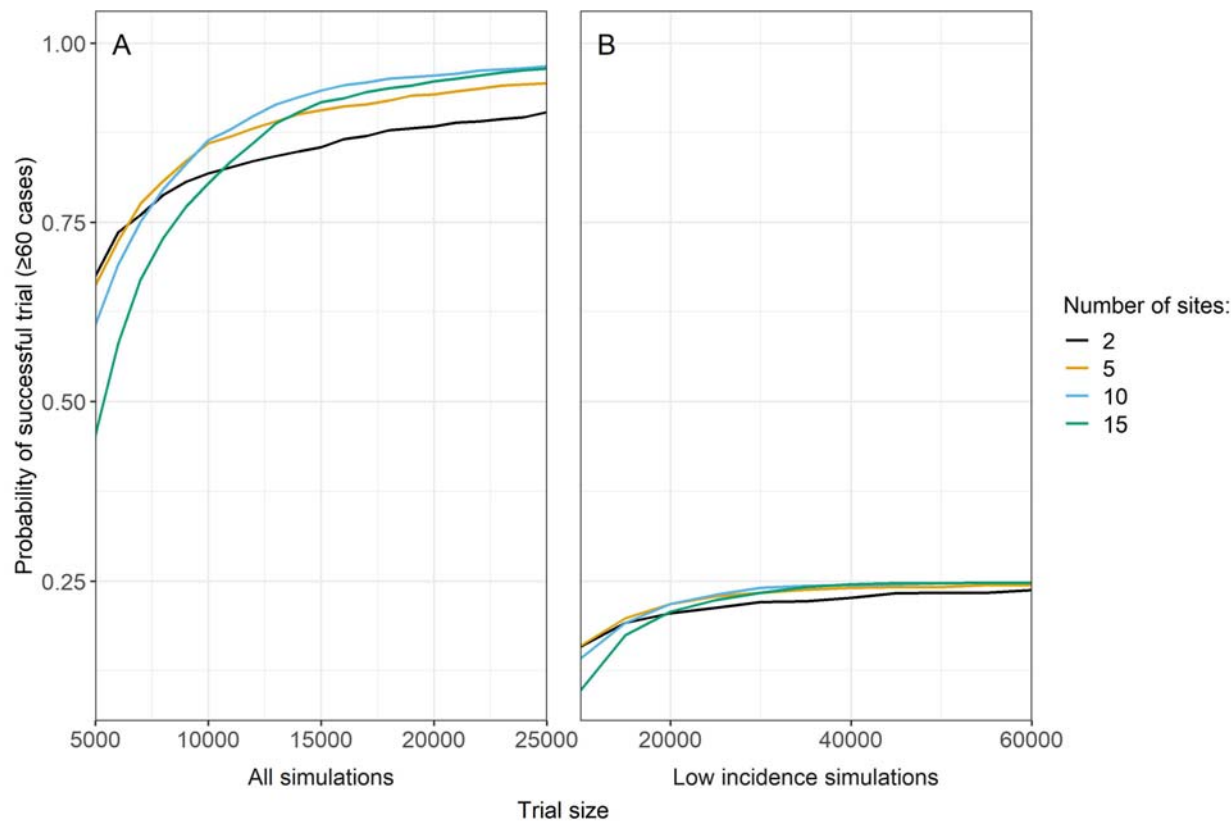 Probability of successful trial (≥60 cases)
1.00
0.75
0.50
0.25
A
B
5000
10000
15000
20000
25000
20000
40000
60000
All simulations
Low incidence simulations
Trial size
Number of sites:
2
5
10
15